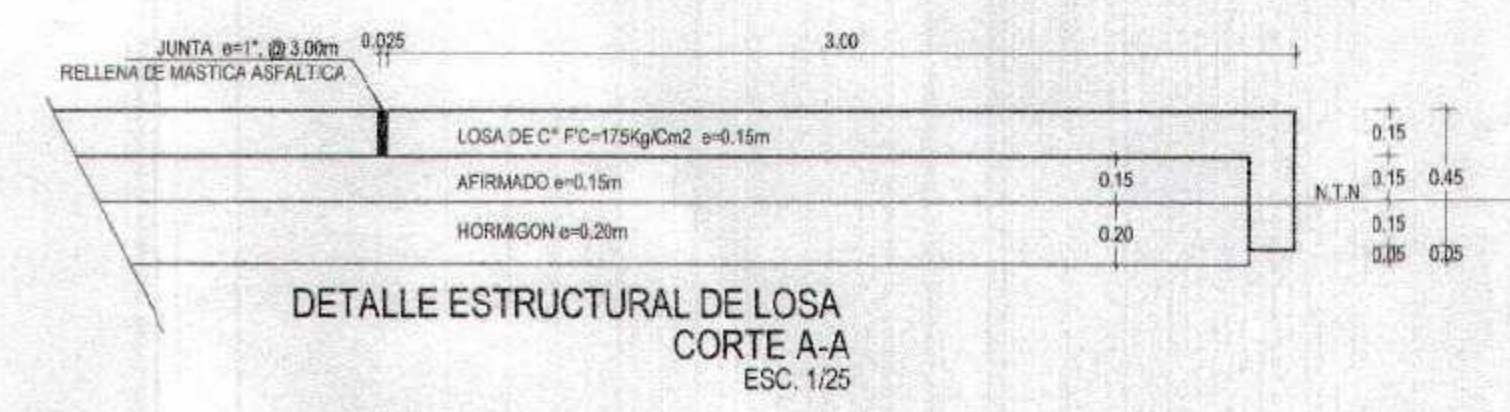 JUNTA e=1", @ 3.00m
RELLENA DE MASTICA ASFALTICA
0.025
3.00
LOSA DE C° F'C=175Kg/Cm2 e=0.15m
AFIRMADO e=0.15m
0.15
HORMIGON e=0.20m
0.20
N.T.N
0.15
0.15
0.45
0.15
0.05
0.05
DETALLE ESTRUCTURAL DE LOSA
CORTE A-A
ESC. 1/25